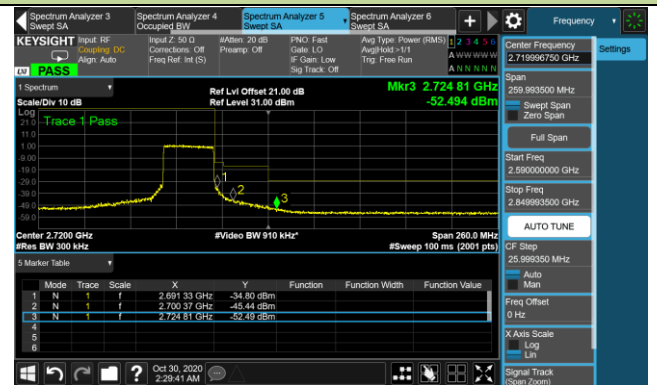 Spectrum Analyzer 3 Spectrum Analyzer 4 Spectrum Analyzer 5 Spectrum Analyzer 6 Frequency
Swept SA Occupied BW Swept SA Swept SA
KEYSIGHT Input: RF Input Z: 50 Ω #Atten: 20 dB PNO: Fast Avg Type: Power (RMS) 1 2 3 4 5 6
Coupling: DC Corrections: Off Preamp: Off Gate: LO Avg|Hold:>1/1 A W W W W W
Align: Auto Freq Ref: Int (S) IF Gain: Low Trig: Free Run
LXI PASS Sig Track: Off A N N N N N
Center Frequency
2.719996750 GHz
Settings
Span
259.993500 MHz
Swept Span
Zero Span
Full Span
Start Freq
2.590000000 GHz
Stop Freq
2.849993500 GHz
AUTO TUNE
CF Step
25.999350 MHz
Auto
Man
Freq Offset
0 Hz
X Axis Scale
Log
Lin
Signal Track
(Span Zoom)
1 Spectrum Ref Lvl Offset 21.00 dB Mkr3 2.724 81 GHz
Scale/Div 10 dB Ref Level 31.00 dBm -52.494 dBm
Log
Trace 1 Pass
21.0
11.0
1.00
-9.00
-19.0
-29.0
-39.0
-49.0
-59.0
1
2
3
Center 2.7200 GHz #Video BW 910 kHz* Span 260.0 MHz
#Res BW 300 kHz #Sweep 100 ms (2001 pts)
5 Marker Table
Mode Trace Scale X Y Function Function Width Function Value
1 N 1 f 2.691 33 GHz -34.80 dBm
2 N 1 f 2.700 37 GHz -45.44 dBm
3 N 1 f 2.724 81 GHz -52.49 dBm
4
5
6
Oct 30, 2020
2:29:41 AM